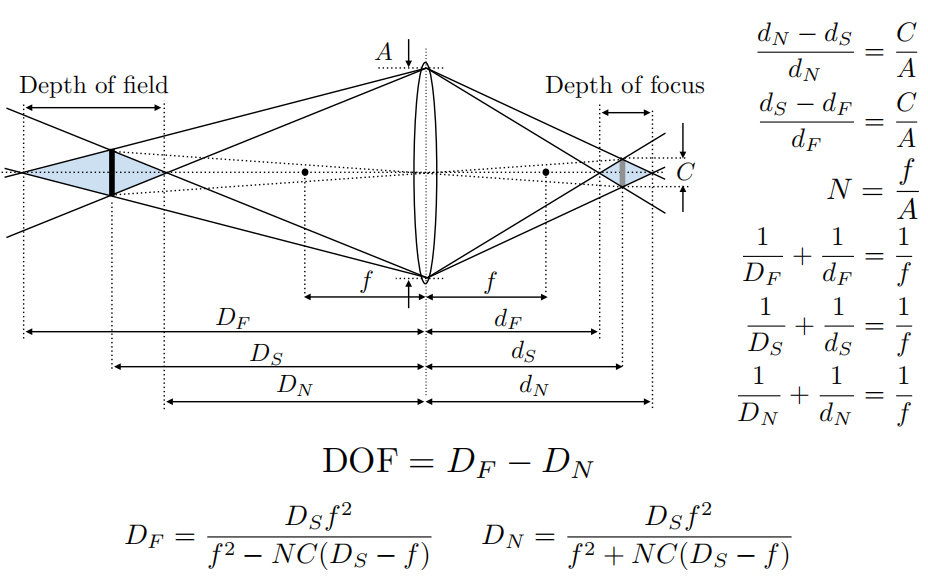 A
Depth of field
Depth of focus
C
f f
D_F d_F
D_S d_S
D_N d_N
\frac{d_N - d_S}{d_N} = \frac{C}{A}
\frac{d_S - d_F}{d_F} = \frac{C}{A}
N = \frac{f}{A}
\frac{1}{D_F} + \frac{1}{d_F} = \frac{1}{f}
\frac{1}{D_S} + \frac{1}{d_S} = \frac{1}{f}
\frac{1}{D_N} + \frac{1}{d_N} = \frac{1}{f}
DOF = D_F − D_N
D_F = \frac{D_S f^2}{f^2 - NC(D_S - f)} D_N = \frac{D_S f^2}{f^2 + NC(D_S - f)}